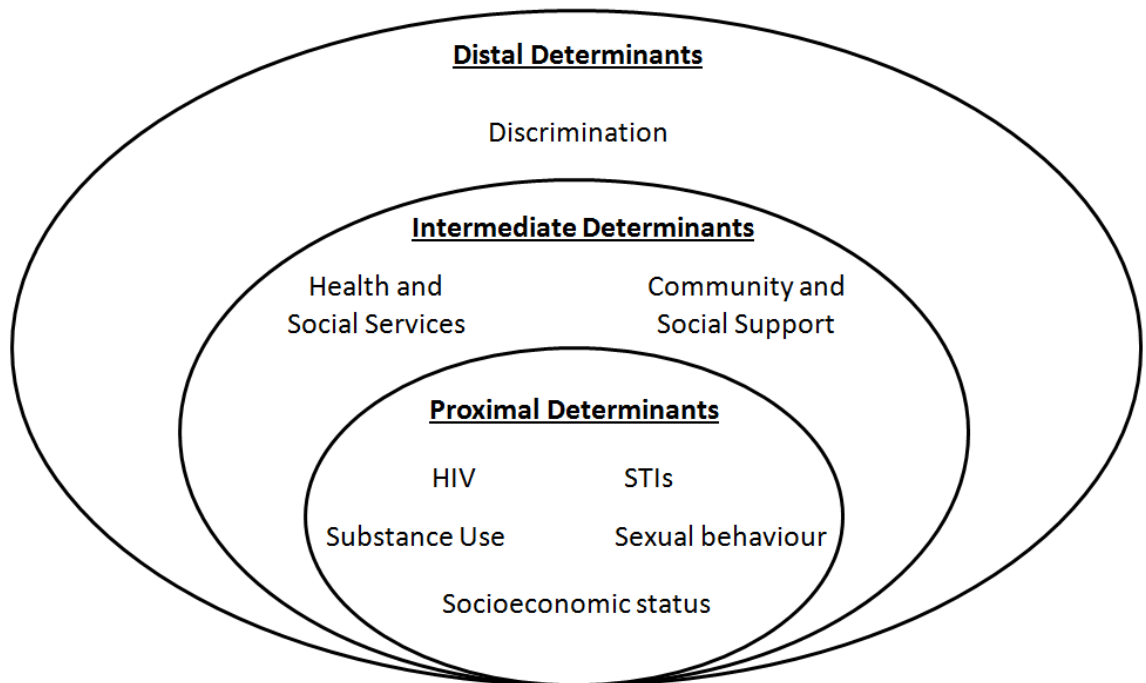 Distal Determinants
Discrimination
Intermediate Determinants
Health and
Social Services
Community and
Social Support
Proximal Determinants
HIV
STIs
Substance Use
Sexual behaviour
Socioeconomic status